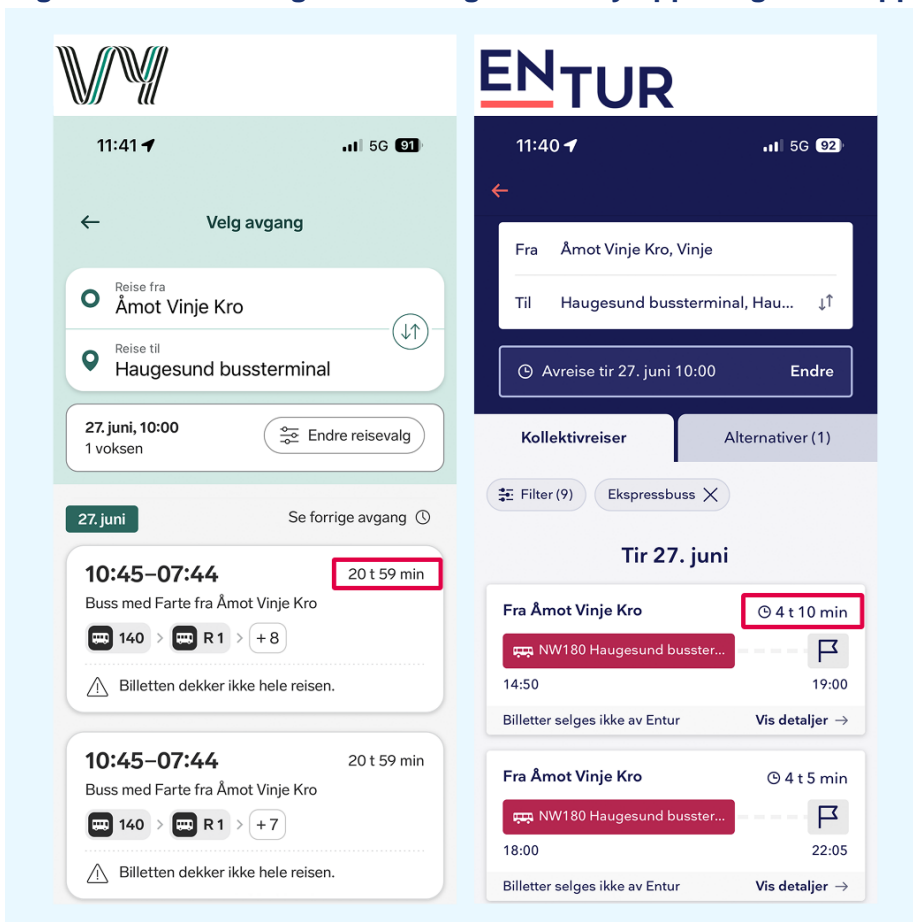 VY
11:41
5G 91
Velg avgang
Reise fra
Åmot Vinje Kro
Reise til
Haugesund bussterminal
27. juni, 10:00
1 voksen
Endre reisevalg
27. juni
Se forrige avgang
10:45–07:44
20 t 59 min
Buss med Farte fra Åmot Vinje Kro
140 > R 1 > + 8
Billetten dekker ikke hele reisen.
10:45–07:44
20 t 59 min
Buss med Farte fra Åmot Vinje Kro
140 > R 1 > + 7
Billetten dekker ikke hele reisen.
ENTUR
11:40
5G 92
Fra Åmot Vinje Kro, Vinje
Til Haugesund bussterminal, Hau...
Avreise tir 27. juni 10:00
Endre
Kollektivreiser
Alternativer (1)
Filter (9)
Ekspressbuss
Tir 27. juni
Fra Åmot Vinje Kro
4 t 10 min
NW180 Haugesund busster...
14:50
19:00
Billetter selges ikke av Entur
Vis detaljer →
Fra Åmot Vinje Kro
4 t 5 min
NW180 Haugesund busster...
18:00
22:05
Billetter selges ikke av Entur
Vis detaljer →